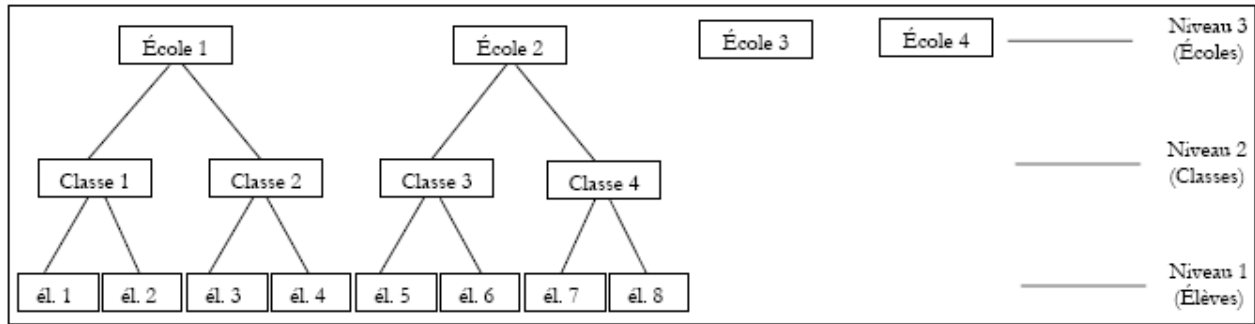 École 1
École 2
École 3
École 4
Niveau 3
(Écoles)
Classe 1
Classe 2
Classe 3
Classe 4
Niveau 2
(Classes)
él. 1
él. 2
él. 3
él. 4
él. 5
él. 6
él. 7
él. 8
Niveau 1
(Élèves)